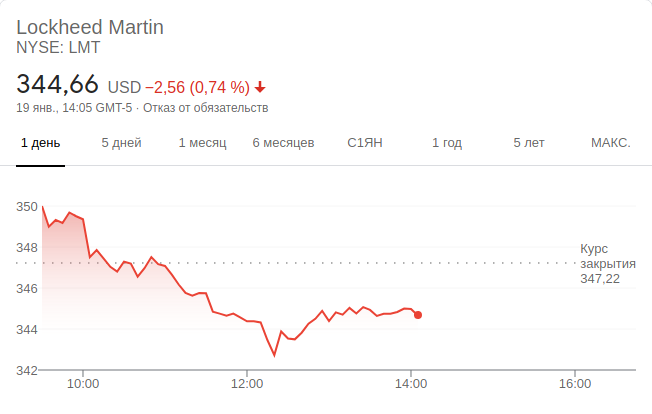 Lockheed Martin
NYSE: LMT
344,66 USD −2,56 (0,74 %)
19 янв., 14:05 GMT-5 · Отказ от обязательств
1 день 5 дней 1 месяц 6 месяцев С1ЯН 1 год 5 лет МАКС.
350
348
346
344
342
Курс
закрытия
347,22
10:00 12:00 14:00 16:00